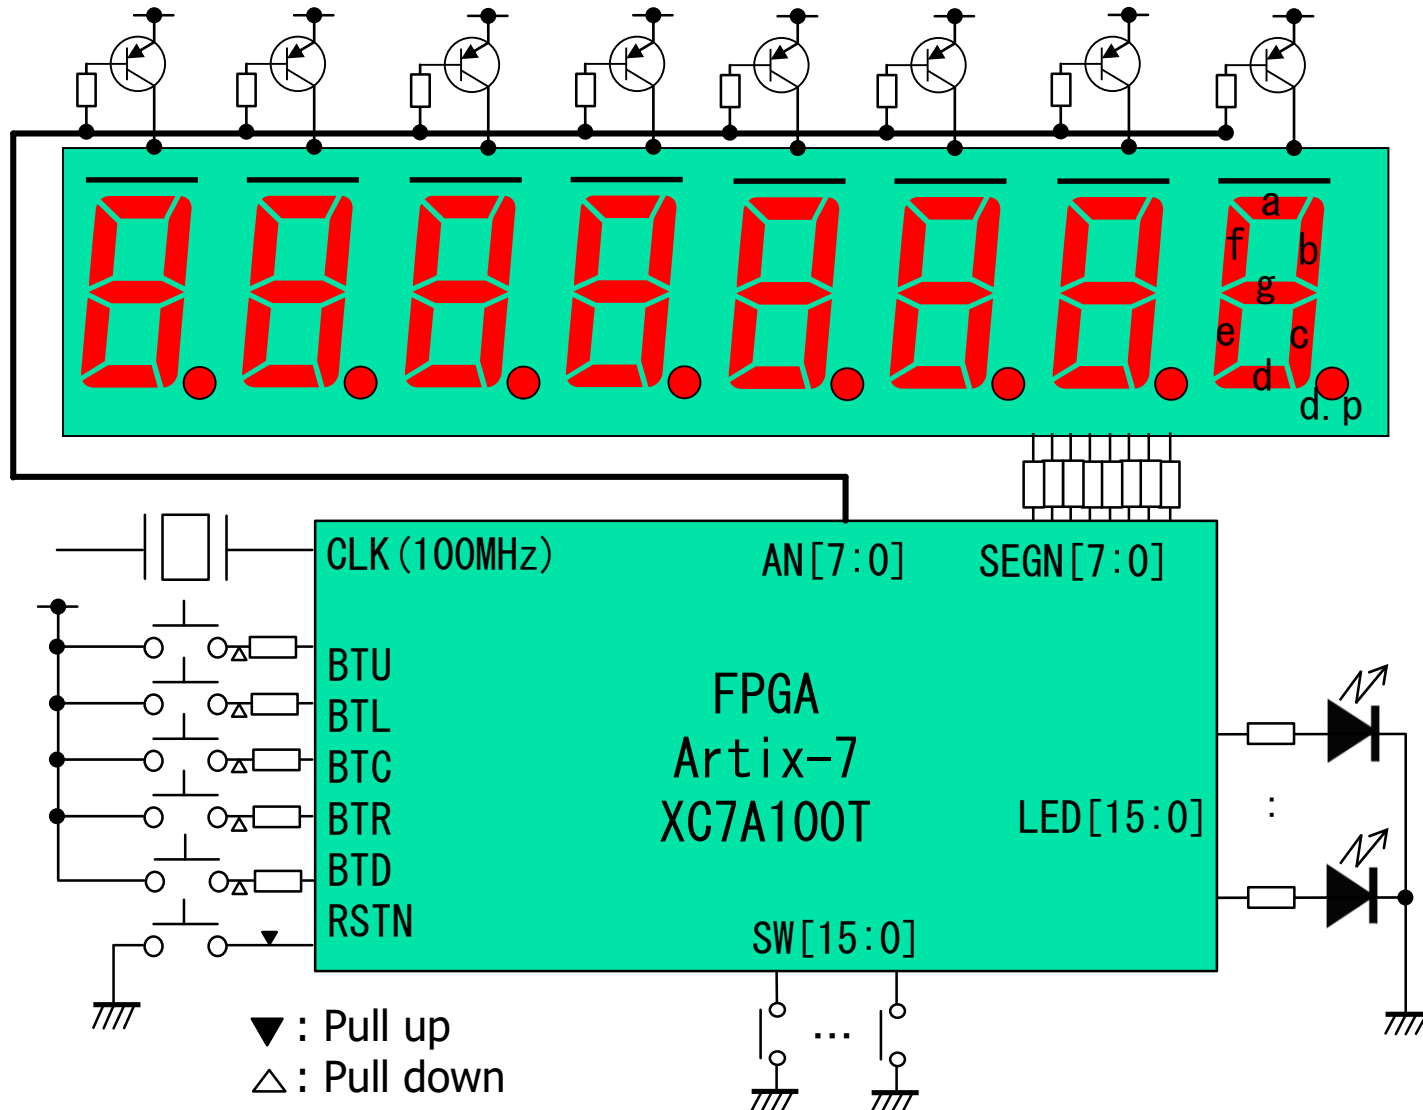 a
f
b
g
e
c
d
d.p
CLK(100MHz)
AN[7:0]
SEGN[7:0]
BTU
BTL
BTC
BTR
BTD
RSTN
FPGA
Artix-7
XC7A100T
LED[15:0]
:
SW[15:0]
...
▼: Pull up
△: Pull down